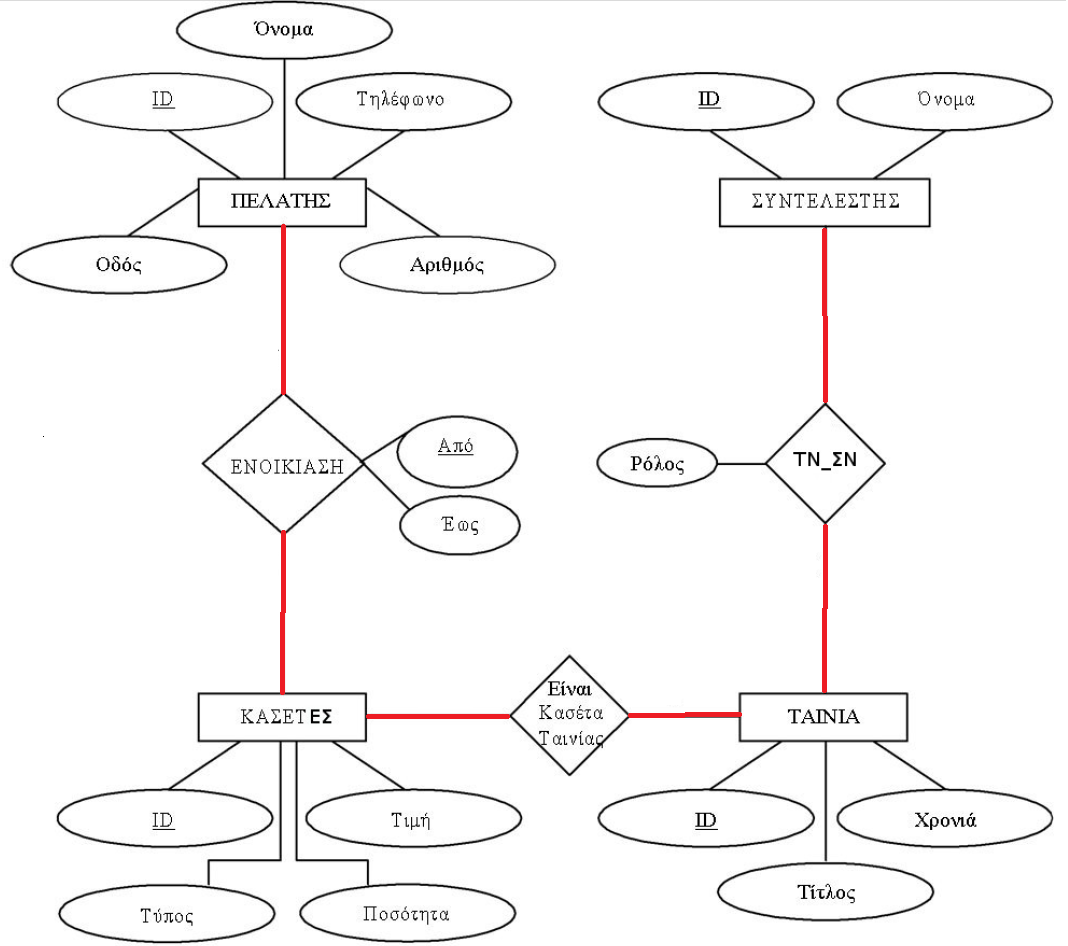 Όνομα
ID
Τηλέφωνο
ID
Όνομα
ΠΕΛΑΤΗΣ
ΣΥΝΤΕΛΕΣΤΗΣ
Οδός
Αριθμός
Από
ΕΝΟΙΚΙΑΣΗ
Ρόλος
ΤΝ_ΣΝ
Έως
Είναι
Κασέτα
Ταινίας
ΚΑΣΕΤΕΣ
ΤΑΙΝΙΑ
ID
Τιμή
ID
Χρονιά
Τίτλος
Τύπος
Ποσότητα